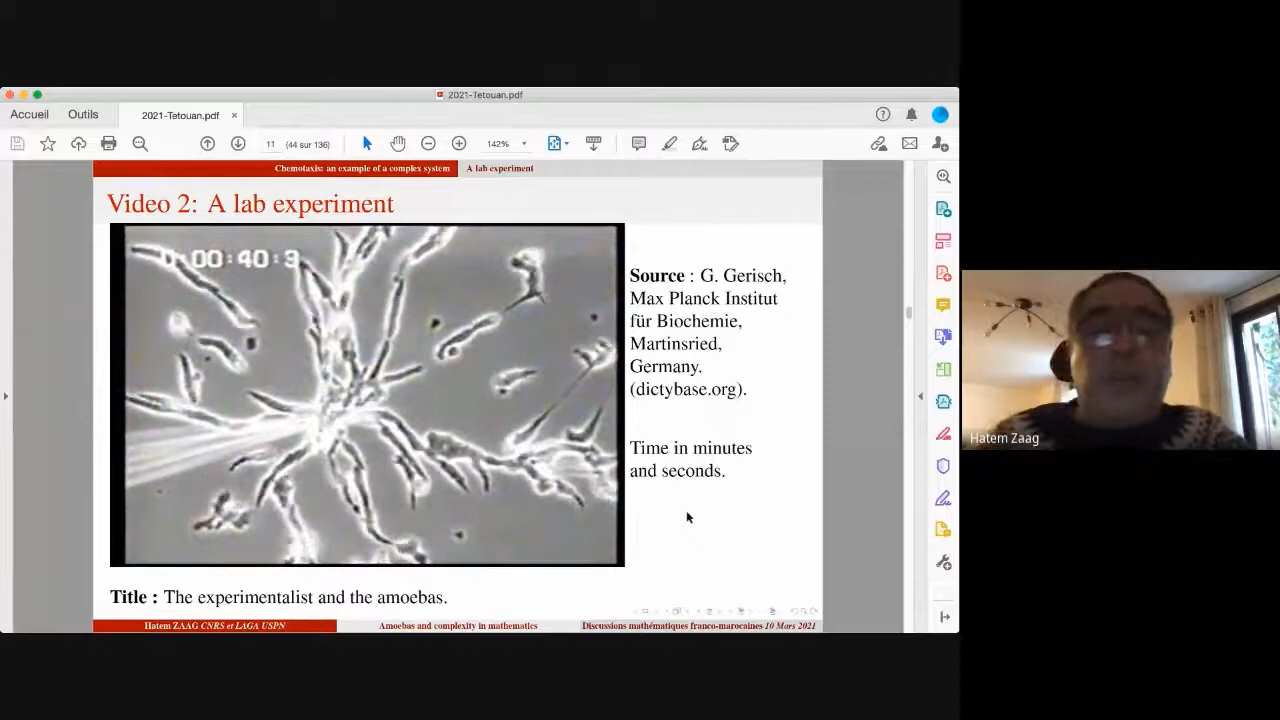 2021-Tetouan.pdf
Accueil
Outils
2021-Tetouan.pdf
×
11
(44 sur 136)
142%
Chemotaxis: an example of a complex system
A lab experiment
Video 2: A lab experiment
0:00:40:3
Source : G. Gerisch,
Max Planck Institut
für Biochemie,
Martinsried,
Germany.
(dictybase.org).
Time in minutes
and seconds.
Title : The experimentalist and the amoebas.
Hatem ZAAG CNRS et LAGA USPN
Amoebas and complexity in mathematics
Discussions mathématiques franco-marocaines 10 Mars 2021
Hatem Zaag